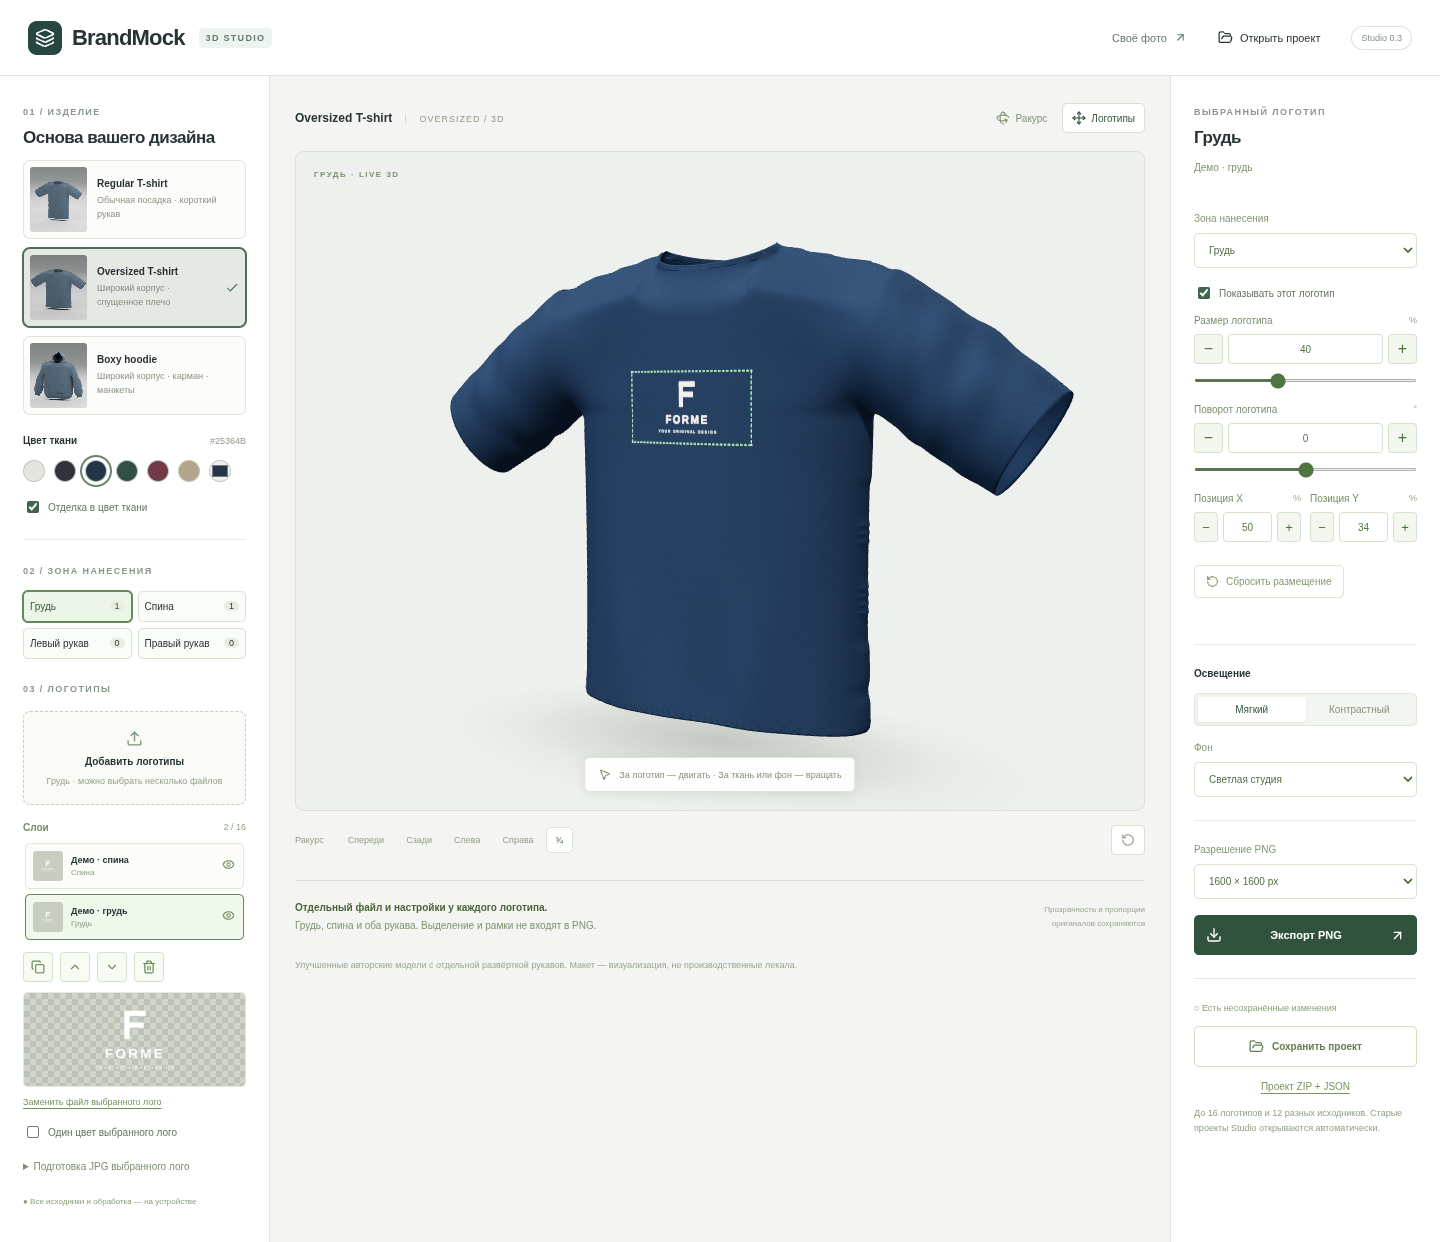 BrandMock
3D STUDIO
Своё фото
Открыть проект
Studio 0.3
01 / ИЗДЕЛИЕ
Основа вашего дизайна
Regular T-shirt
Обычная посадка · короткий
рукав
Oversized T-shirt
Широкий корпус ·
спущенное плечо
Boxy hoodie
Широкий корпус · карман ·
манжеты
Цвет ткани
#25364B
Отделка в цвет ткани
02 / ЗОНА НАНЕСЕНИЯ
Грудь 1
Спина 1
Левый рукав 0
Правый рукав 0
03 / ЛОГОТИПЫ
Добавить логотипы
Грудь · можно выбрать несколько файлов
Слои
2 / 16
Демо · спина
Спина
Демо · грудь
Грудь
F
FORME
YOUR ORIGINAL DESIGN
Заменить файл выбранного лого
Один цвет выбранного лого
Подготовка JPG выбранного лого
● Все исходники и обработка — на устройстве
Oversized T-shirt
OVERSIZED / 3D
Ракурс
Логотипы
ГРУДЬ · LIVE 3D
F
FORME
YOUR ORIGINAL DESIGN
За логотип — двигать · За ткань или фон — вращать
Ракурс
Спереди
Сзади
Слева
Справа
¾
Отдельный файл и настройки у каждого логотипа.
Грудь, спина и оба рукава. Выделение и рамки не входят в PNG.
Прозрачность и пропорции
оригиналов сохраняются
Улучшенные авторские модели с отдельной развёрткой рукавов. Макет — визуализация, не производственные лекала.
ВЫБРАННЫЙ ЛОГОТИП
Грудь
Демо · грудь
Зона нанесения
Грудь
Показывать этот логотип
Размер логотипа
%
− 40 +
Поворот логотипа
°
− 0 +
Позиция X %
Позиция Y %
− 50 +
− 34 +
Сбросить размещение
Освещение
Мягкий
Контрастный
Фон
Светлая студия
Разрешение PNG
1600 × 1600 px
Экспорт PNG
○ Есть несохранённые изменения
Сохранить проект
Проект ZIP + JSON
До 16 логотипов и 12 разных исходников. Старые
проекты Studio открываются автоматически.